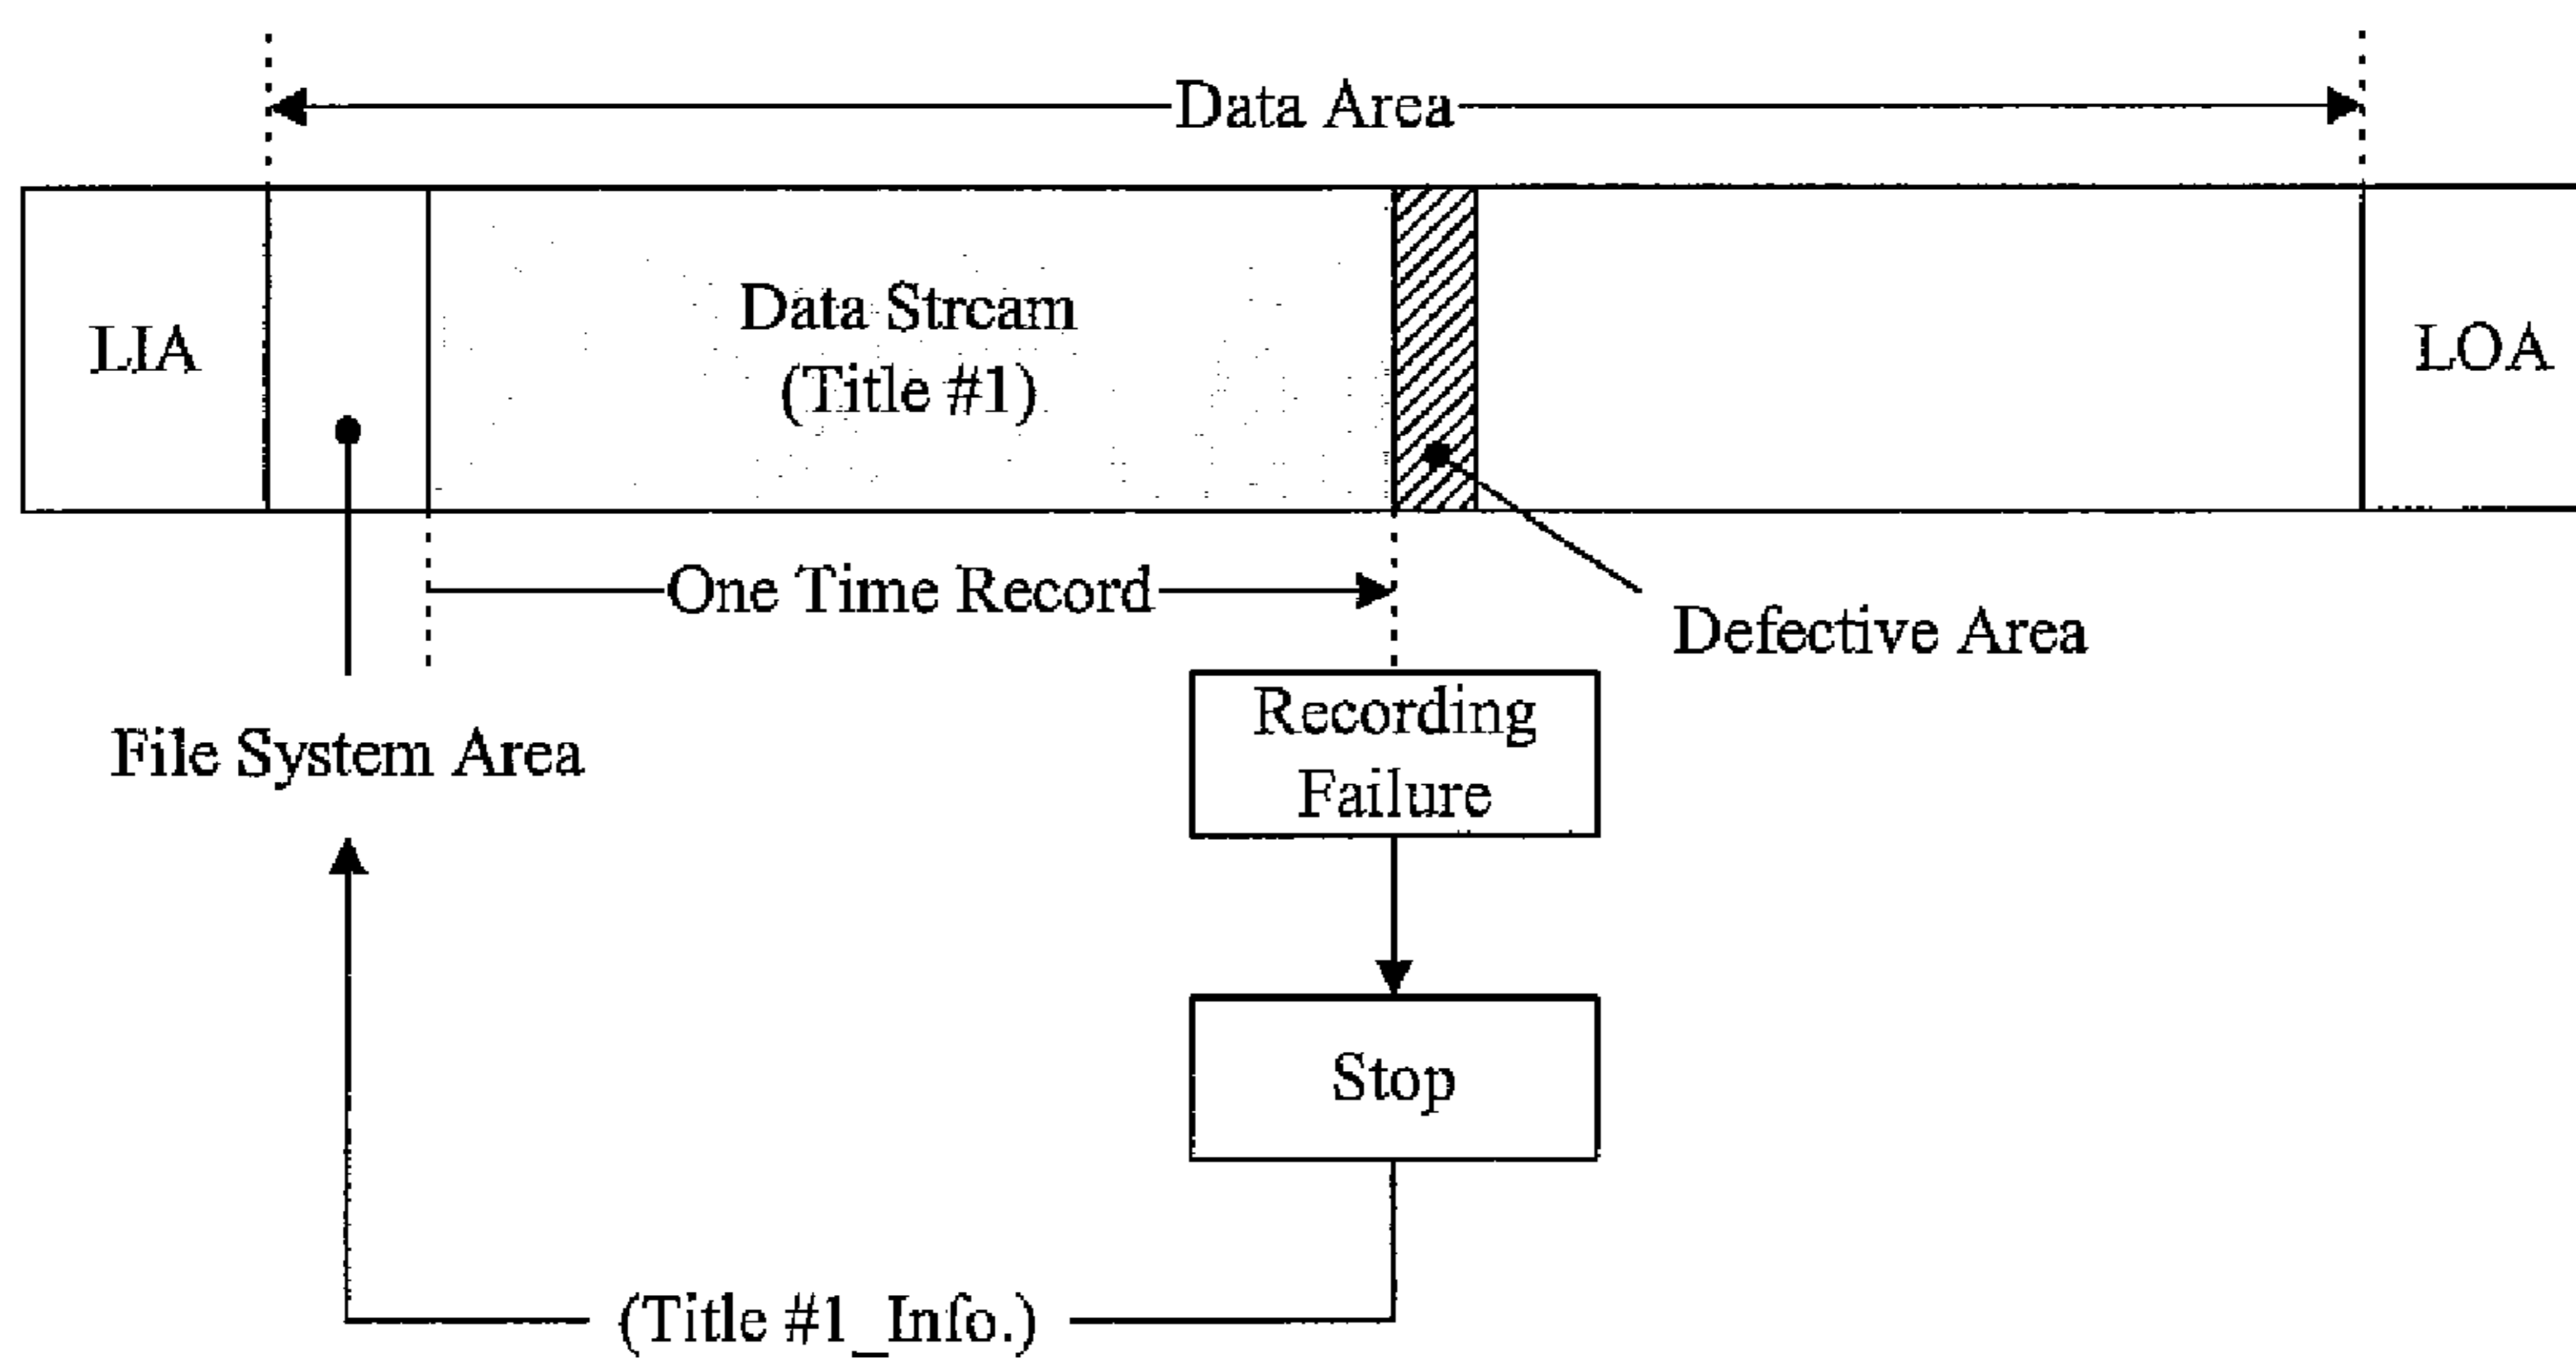 Data Area
LIA
Data Stream
(Title #1)
LOA
One Time Record
Defective Area
Recording
Failure
File System Area
Stop
(Title #1_Info.)